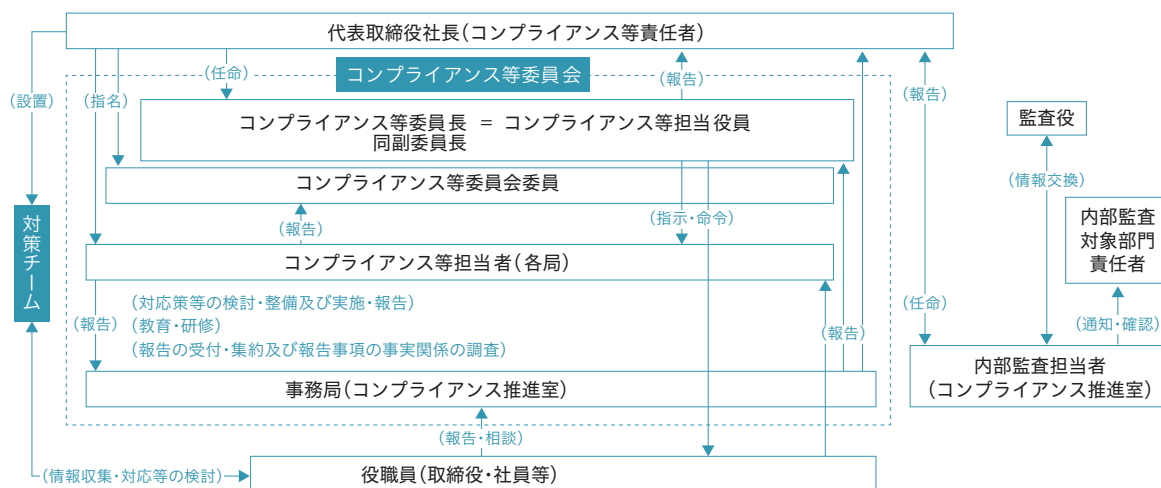 代表取締役社長（コンプライアンス等責任者）
（設置）
（指名）
（任命）
コンプライアンス等委員会
（報告）
（報告）
コンプライアンス等委員長 ＝ コンプライアンス等担当役員
同副委員長
監査役
コンプライアンス等委員会委員
（情報交換）
（報告）
（指示・命令）
対策チーム
内部監査
対象部門
責任者
コンプライアンス等担当者（各局）
（対応策等の検討・整備及び実施・報告）
（報告）
（教育・研修）
（報告の受付・集約及び報告事項の事実関係の調査）
（報告）
（任命）
（通知・確認）
事務局（コンプライアンス推進室）
内部監査担当者
（コンプライアンス推進室）
（報告・相談）
（情報収集・対応等の検討）
役職員（取締役・社員等）